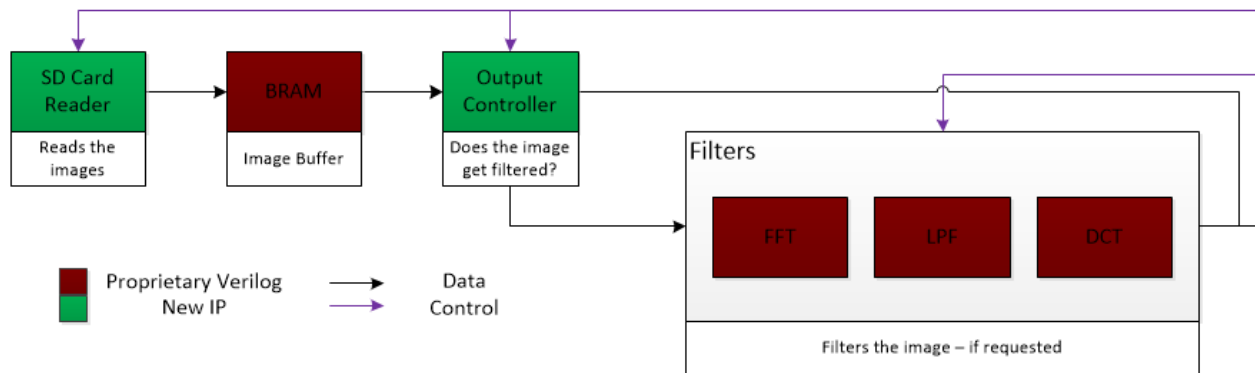 SD Card
Reader
Reads the
images
BRAM
Image Buffer
Output
Controller
Does the image
get filtered?
Filters
FFT
LPF
DCT
Filters the image – if requested
Proprietary Verilog
New IP
Data
Control